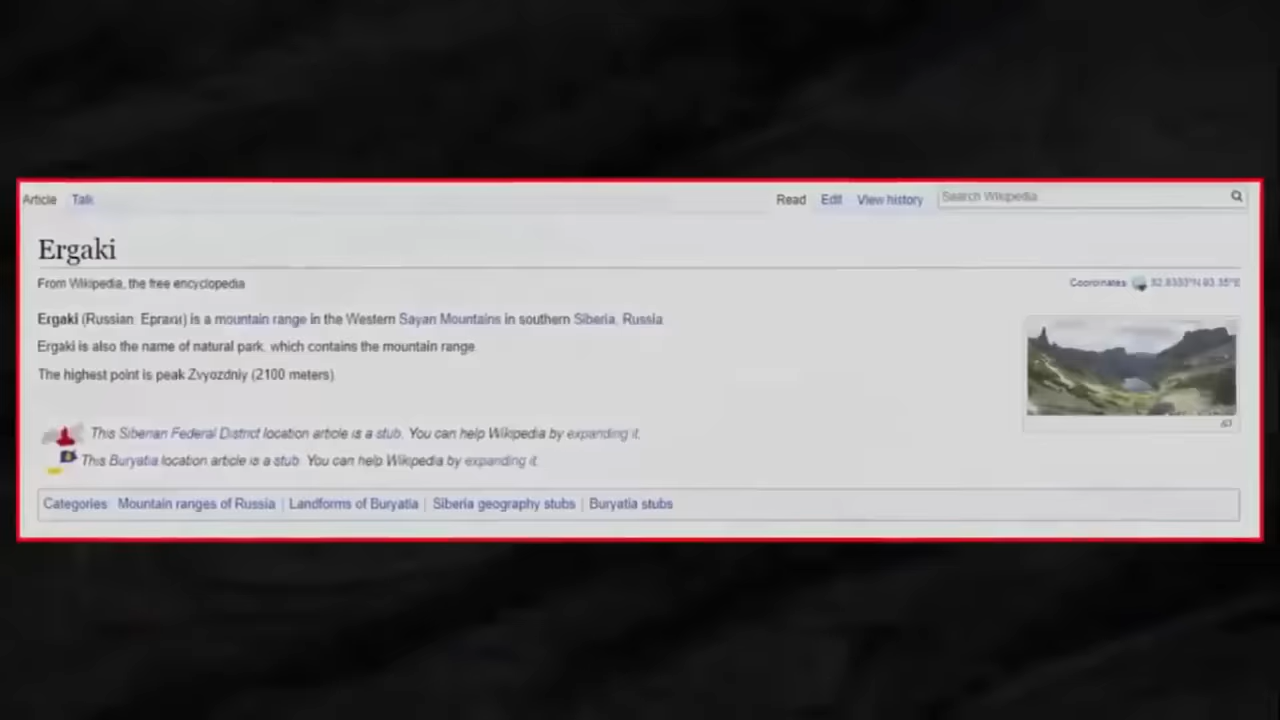 Article Talk Read Edit View history Search Wikipedia
Ergaki
From Wikipedia, the free encyclopedia Coordinates
Ergaki (Russian: Ергаки) is a mountain range in the Western Sayan Mountains in southern Siberia, Russia.
Ergaki is also the name of natural park, which contains the mountain range.
The highest point is peak Zvyozdniy (2100 meters).
This Siberian Federal District location article is a stub. You can help Wikipedia by expanding it.
This Buryatia location article is a stub. You can help Wikipedia by expanding it.
Categories: Mountain ranges of Russia | Landforms of Buryatia | Siberia geography stubs | Buryatia stubs